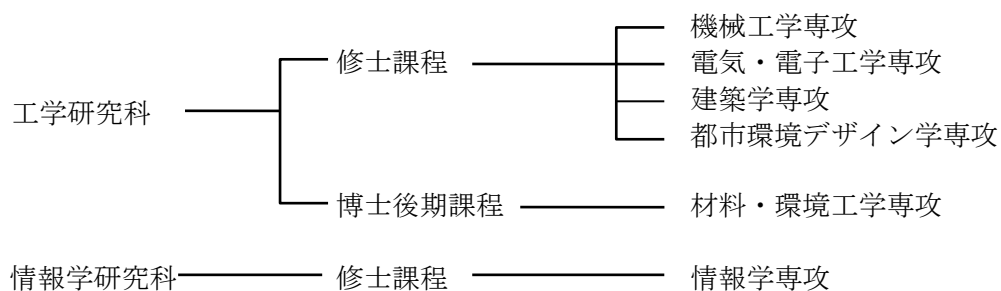 機械工学専攻
修士課程
電気・電子工学専攻
工学研究科
建築学専攻
都市環境デザイン学専攻
博士後期課程
材料・環境工学専攻
情報学研究科
修士課程
情報学専攻